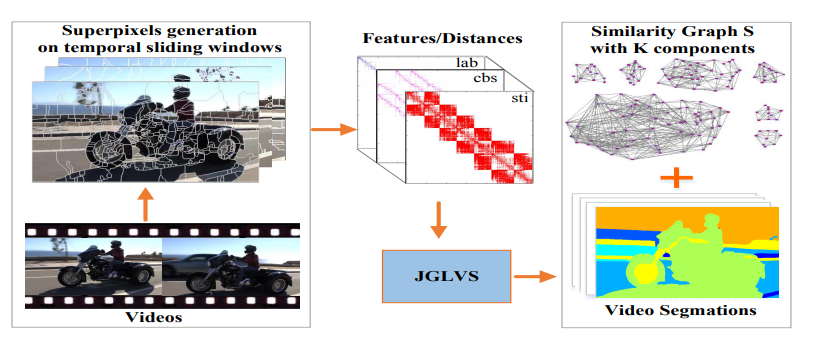 Superpixels generation
on temporal sliding windows
Videos
Features/Distances
lab
cbs
sti
JGLVS
Similarity Graph S
with K components
Video Segmations